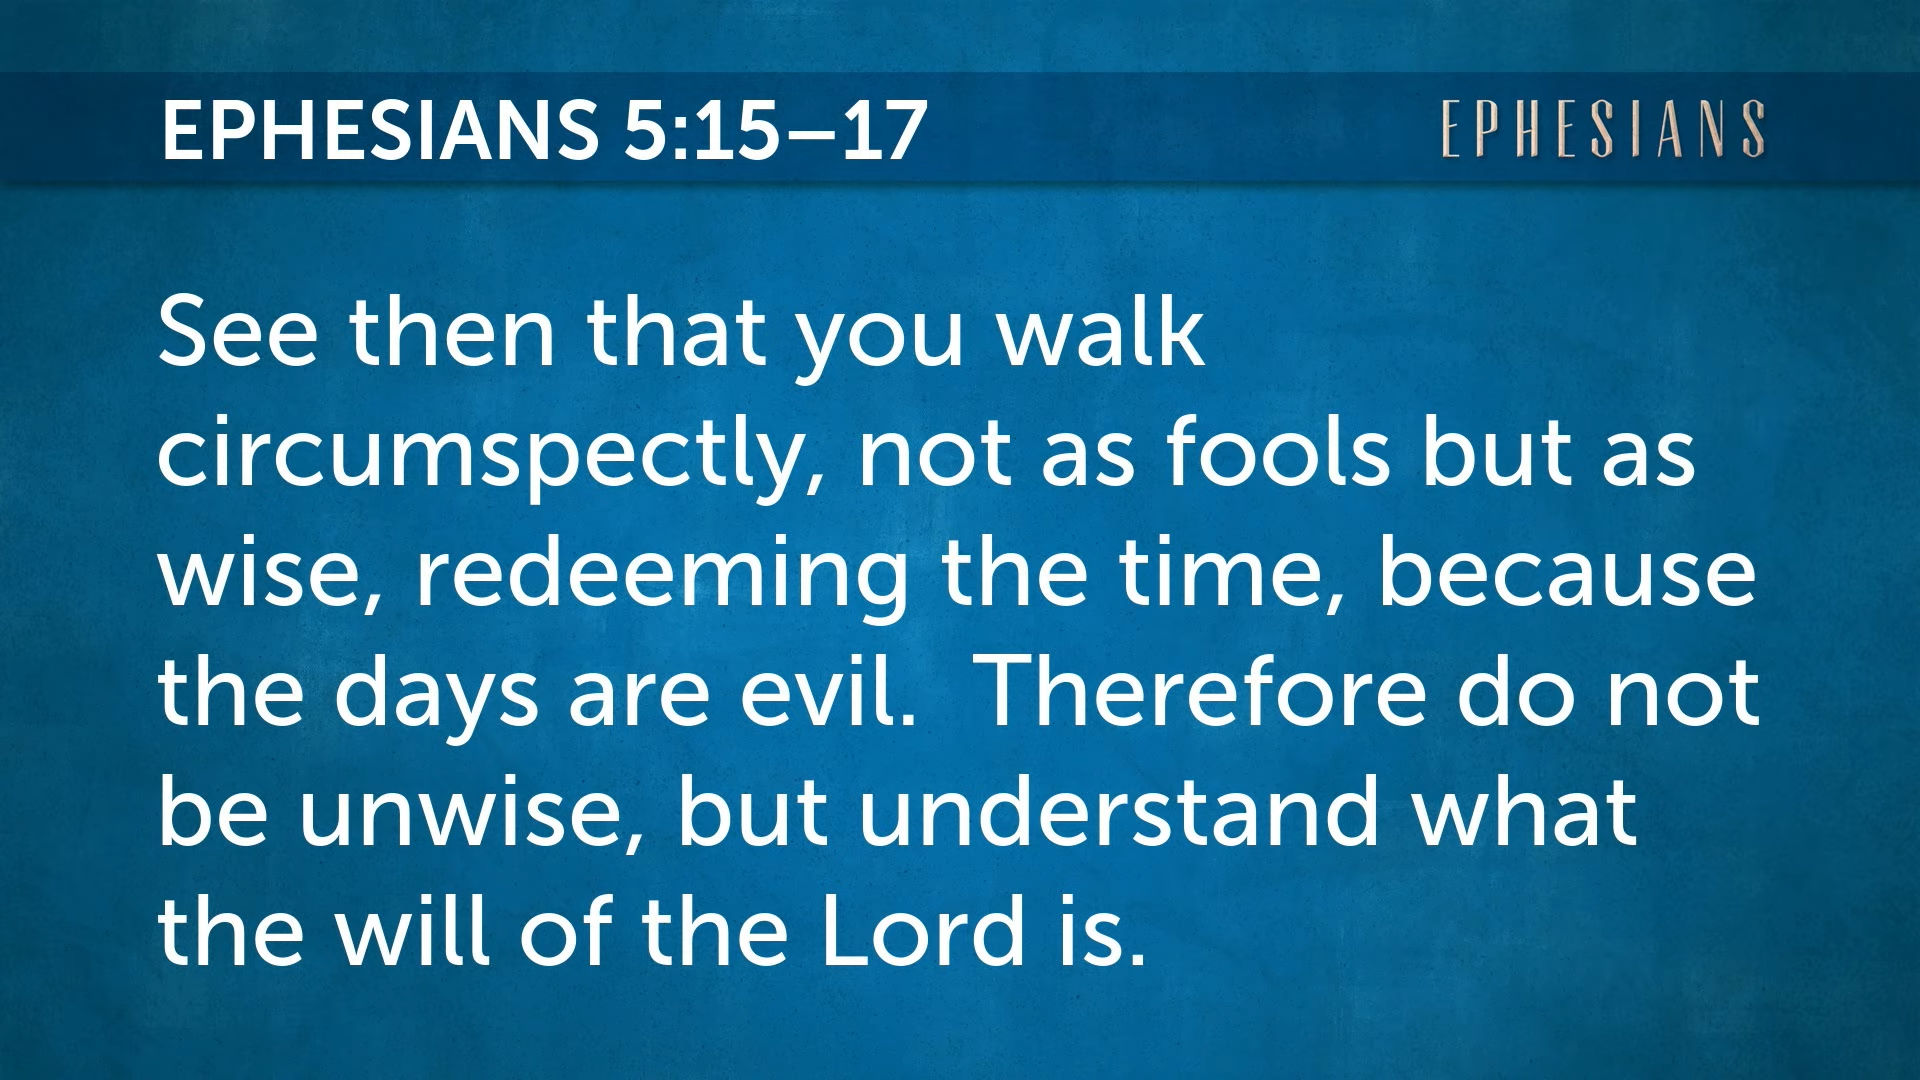 EPHESIANS 5:15–17
EPHESIANS
See then that you walk
circumspectly, not as fools but as
wise, redeeming the time, because
the days are evil.  Therefore do not
be unwise, but understand what
the will of the Lord is.